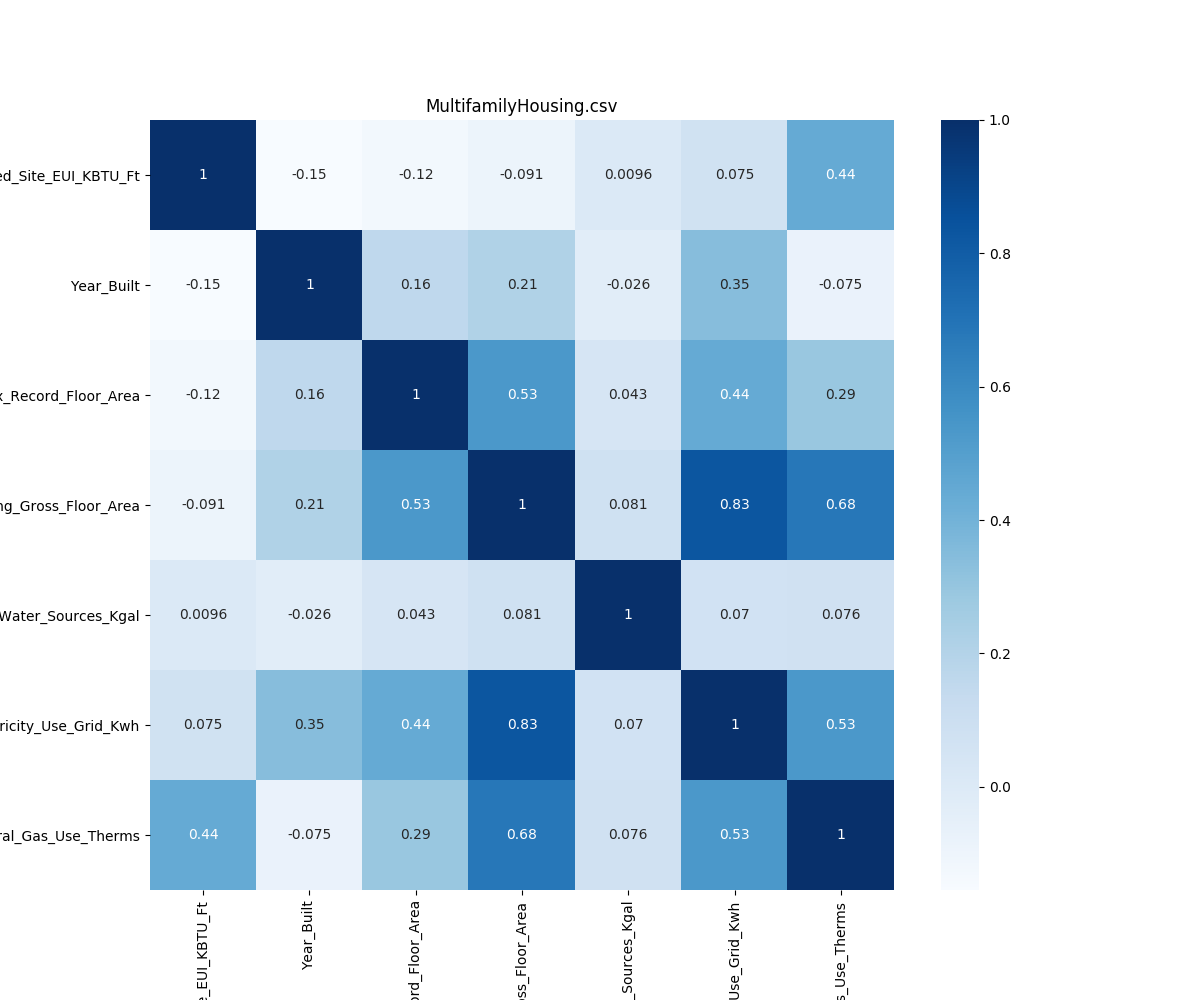 MultifamilyHousing.csv
ed_Site_EUI_KBTU_Ft 1 -0.15 -0.12 -0.091 0.0096 0.075 0.44
Year_Built -0.15 1 0.16 0.21 -0.026 0.35 -0.075
x_Record_Floor_Area -0.12 0.16 1 0.53 0.043 0.44 0.29
ng_Gross_Floor_Area -0.091 0.21 0.53 1 0.081 0.83 0.68
Water_Sources_Kgal 0.0096 -0.026 0.043 0.081 1 0.07 0.076
ricity_Use_Grid_Kwh 0.075 0.35 0.44 0.83 0.07 1 0.53
ral_Gas_Use_Therms 0.44 -0.075 0.29 0.68 0.076 0.53 1
e_EUI_KBTU_Ft
Year_Built
ord_Floor_Area
oss_Floor_Area
_Sources_Kgal
Use_Grid_Kwh
s_Use_Therms
1.0
0.8
0.6
0.4
0.2
0.0